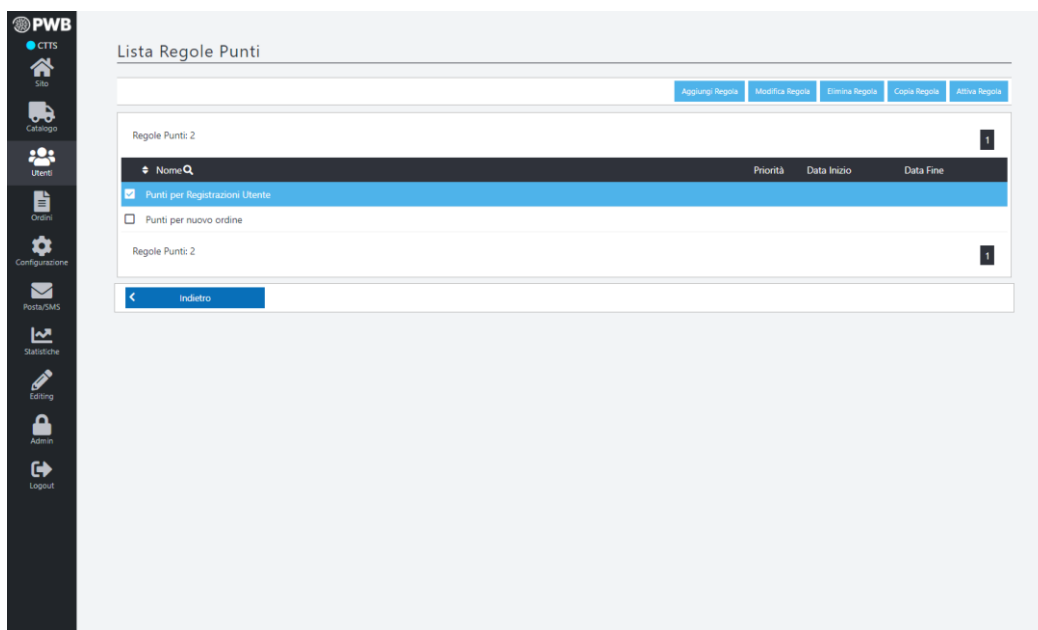 PWB
CTTS
Sito
Catalogo
Utenti
Ordini
Configurazione
Posta/SMS
Statistiche
Editing
Admin
Logout
Lista Regole Punti
Aggiungi Regola Modifica Regola Elimina Regola Copia Regola Attiva Regola
Regole Punti: 2 1
Nome Priorità Data Inizio Data Fine
Punti per Registrazioni Utente
Punti per nuovo ordine
Regole Punti: 2 1
Indietro